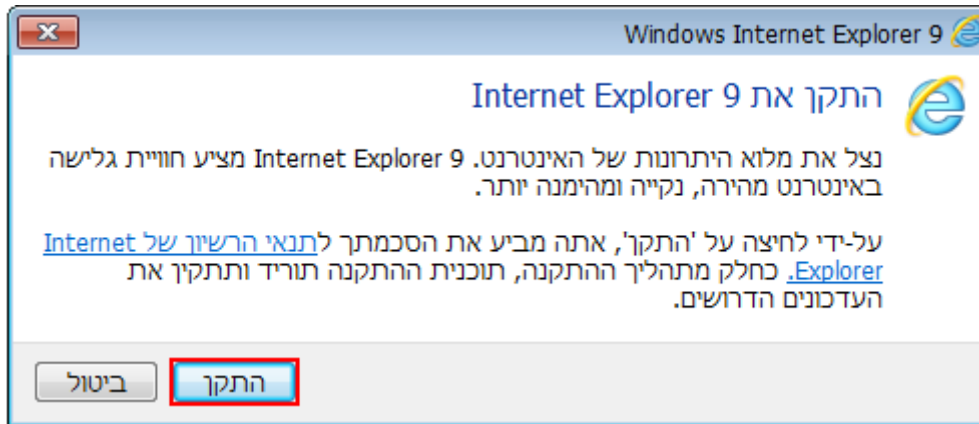 Windows Internet Explorer 9
התקן את Internet Explorer 9
נצל את מלוא היתרונות של האינטרנט. Internet Explorer 9 מציע חוויית גלישה
באינטרנט מהירה, נקייה ומהימנה יותר.
על-ידי לחיצה על 'התקן', אתה מביע את הסכמתך לתנאי הרשיון של Internet
Explorer. כחלק מתהליך ההתקנה, תוכנית ההתקנה תוריד ותתקין את
העדכונים הדרושים.
התקן ביטול